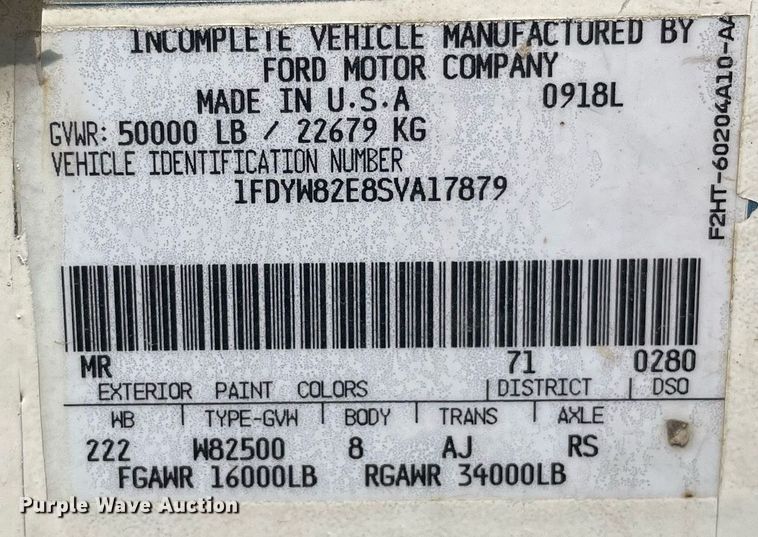 INCOMPLETE VEHICLE MANUFACTURED BY
FORD MOTOR COMPANY
MADE IN U.S.A 0918L
GVWR: 50000 LB / 22679 KG
VEHICLE IDENTIFICATION NUMBER
1FDYW82E8SVA17879
F2HT-60204A10-AA
MR 71 0280
EXTERIOR PAINT COLORS DISTRICT DSO
WB TYPE-GVW BODY TRANS AXLE
222 W82500 8 AJ RS
FGAWR 16000LB RGAWR 34000LB
Purple Wave Auction